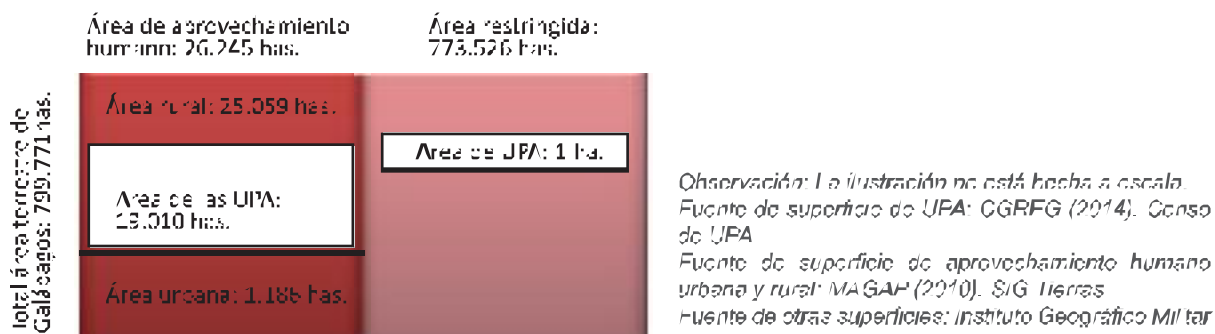 Área de aprovechamiento
humano: 26.245 has.
Área restringida:
773.526 has.
Total área terrestre de
Galápagos: 799.771 has.
Área rural: 25.059 has.
Área de UPA: 1 ha.
Área de las UPA:
19.010 has.
Área urbana: 1.186 has.
Observación: La ilustración no está hecha a escala.
Fuente de superficie de UPA: CGREG (2014). Censo
de UPA
Fuente de superficie de aprovechamiento humano
urbana y rural: MAGAP (2010). SIG Tierras
Fuente de otras superficies: Instituto Geográfico Militar